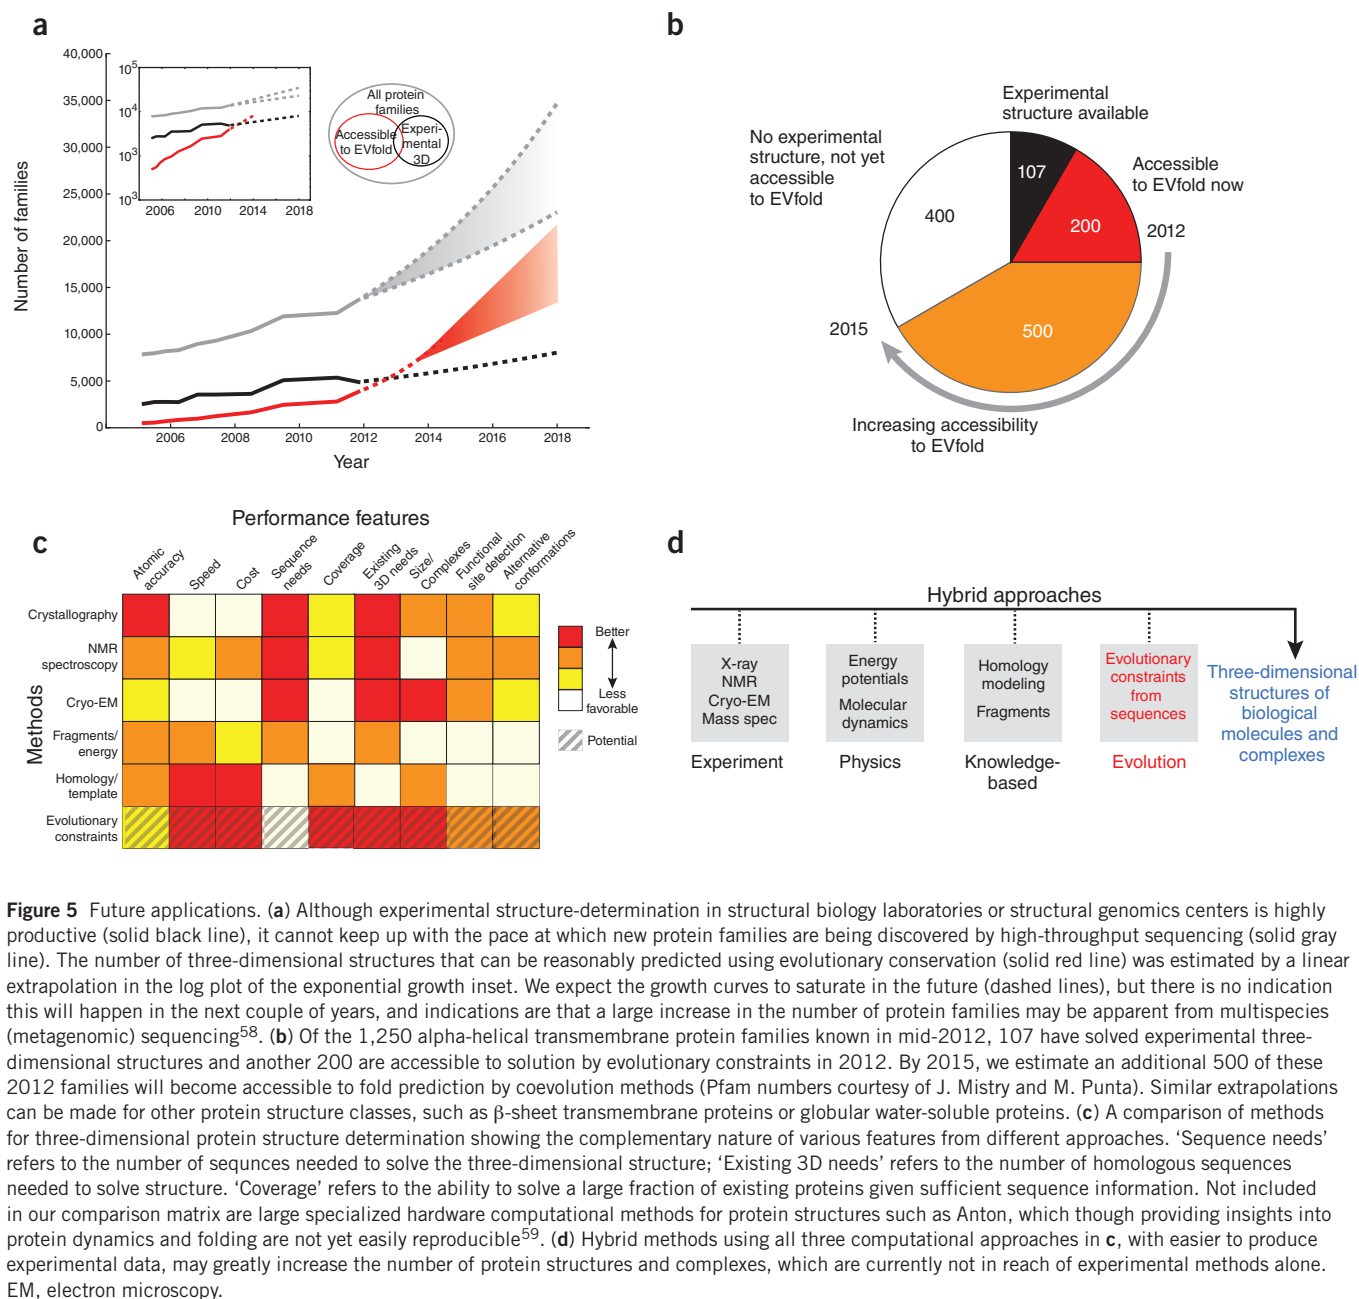 a
40,000
35,000
30,000
25,000
20,000
15,000
10,000
5,000
0
Number of families
2006
2008
2010
2012
2014
2016
2018
Year
10^5
10^4
10^3
10^3
2006
2010
2014
2018
All protein
families
Accessible
to EVfold
Experi-
mental
3D
b
Experimental
structure available
No experimental
structure, not yet
accessible
to EVfold
107
Accessible
to EVfold now
400
200
2012
500
2015
Increasing accessibility
to EVfold
c
Performance features
Atomic
accuracy
Speed
Cost
Sequence
needs
Coverage
Existing
3D needs
Size/
Complexes
Functional
site detection
Alternative
conformations
Methods
Crystallography
NMR
spectroscopy
Cryo-EM
Fragments/
energy
Homology/
template
Evolutionary
constraints
Better
Less
favorable
Potential
d
Hybrid approaches
X-ray
NMR
Cryo-EM
Mass spec
Experiment
Energy
potentials
Molecular
dynamics
Physics
Homology
modeling
Fragments
Knowledge-
based
Evolutionary
constraints
from
sequences
Evolution
Three-dimensional
structures of
biological
molecules and
complexes
Figure 5 Future applications. (a) Although experimental structure-determination in structural biology laboratories or structural genomics centers is highly
productive (solid black line), it cannot keep up with the pace at which new protein families are being discovered by high-throughput sequencing (solid gray
line). The number of three-dimensional structures that can be reasonably predicted using evolutionary conservation (solid red line) was estimated by a linear
extrapolation in the log plot of the exponential growth inset. We expect the growth curves to saturate in the future (dashed lines), but there is no indication
this will happen in the next couple of years, and indications are that a large increase in the number of protein families may be apparent from multispecies
(metagenomic) sequencing58. (b) Of the 1,250 alpha-helical transmembrane protein families known in mid-2012, 107 have solved experimental three-
dimensional structures and another 200 are accessible to solution by evolutionary constraints in 2012. By 2015, we estimate an additional 500 of these
2012 families will become accessible to fold prediction by coevolution methods (Pfam numbers courtesy of J. Mistry and M. Punta). Similar extrapolations
can be made for other protein structure classes, such as β-sheet transmembrane proteins or globular water-soluble proteins. (c) A comparison of methods
for three-dimensional protein structure determination showing the complementary nature of various features from different approaches. ‘Sequence needs’
refers to the number of sequnces needed to solve the three-dimensional structure; ‘Existing 3D needs’ refers to the number of homologous sequences
needed to solve structure. ‘Coverage’ refers to the ability to solve a large fraction of existing proteins given sufficient sequence information. Not included
in our comparison matrix are large specialized hardware computational methods for protein structures such as Anton, which though providing insights into
protein dynamics and folding are not yet easily reproducible59. (d) Hybrid methods using all three computational approaches in c, with easier to produce
experimental data, may greatly increase the number of protein structures and complexes, which are currently not in reach of experimental methods alone.
EM, electron microscopy.